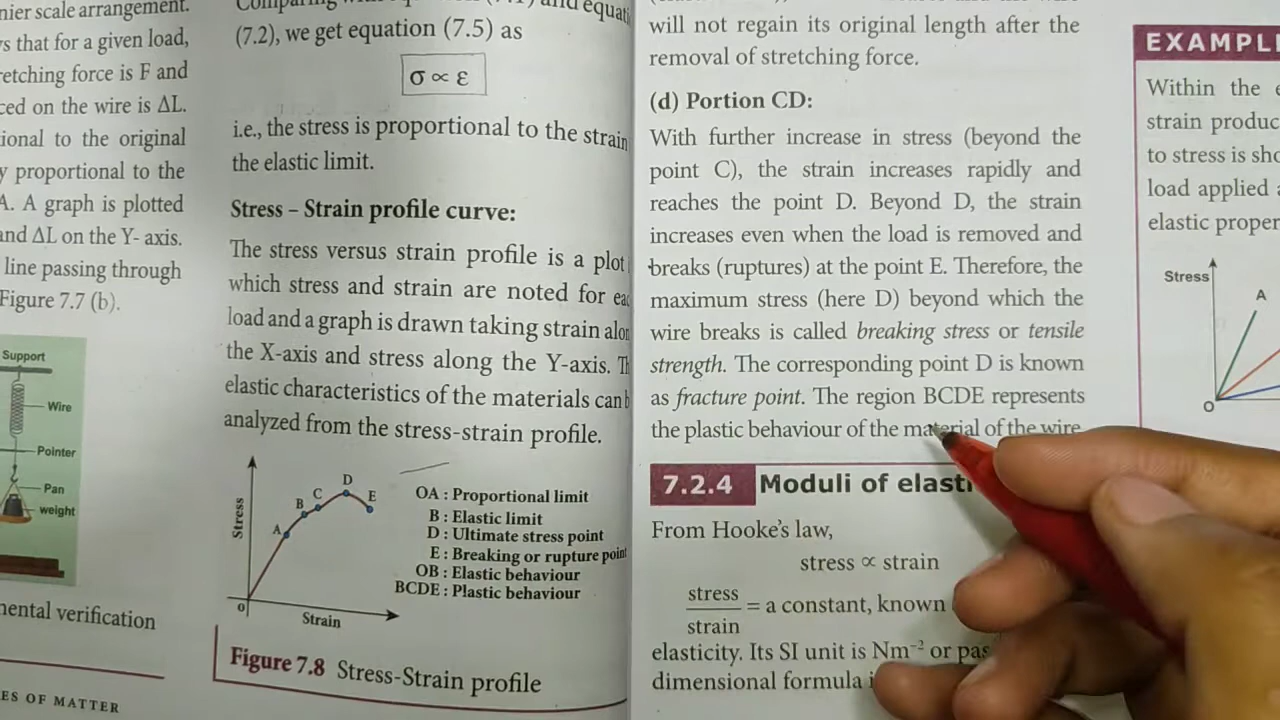 nier scale arrangement.
s that for a given load,
etching force is F and
ced on the wire is ΔL.
ional to the original
y proportional to the
A. A graph is plotted
and ΔL on the Y- axis.
line passing through
Figure 7.7 (b).
Support
Wire
Pointer
Pan
weight
nental verification
ES OF MATTER
(7.2), we get equation (7.5) as
σ ∝ ε
i.e., the stress is proportional to the strain
the elastic limit.
Stress – Strain profile curve:
The stress versus strain profile is a plot
which stress and strain are noted for ea
load and a graph is drawn taking strain alon
the X-axis and stress along the Y-axis. Th
elastic characteristics of the materials can b
analyzed from the stress-strain profile.
Stress
A
B
C
D
E
O
Strain
OA : Proportional limit
B : Elastic limit
D : Ultimate stress point
E : Breaking or rupture point
OB : Elastic behaviour
BCDE : Plastic behaviour
Figure 7.8 Stress-Strain profile
will not regain its original length after the
removal of stretching force.
(d) Portion CD:
With further increase in stress (beyond the
point C), the strain increases rapidly and
reaches the point D. Beyond D, the strain
increases even when the load is removed and
breaks (ruptures) at the point E. Therefore, the
maximum stress (here D) beyond which the
wire breaks is called breaking stress or tensile
strength. The corresponding point D is known
as fracture point. The region BCDE represents
the plastic behaviour of the material of the wire
7.2.4 Moduli of elasti
From Hooke's law,
stress ∝ strain
stress
strain
= a constant, known
elasticity. Its SI unit is Nm⁻² or pas
dimensional formula i
EXAMPL
Within the e
strain produc
to stress is sho
load applied a
elastic proper
Stress
A
O